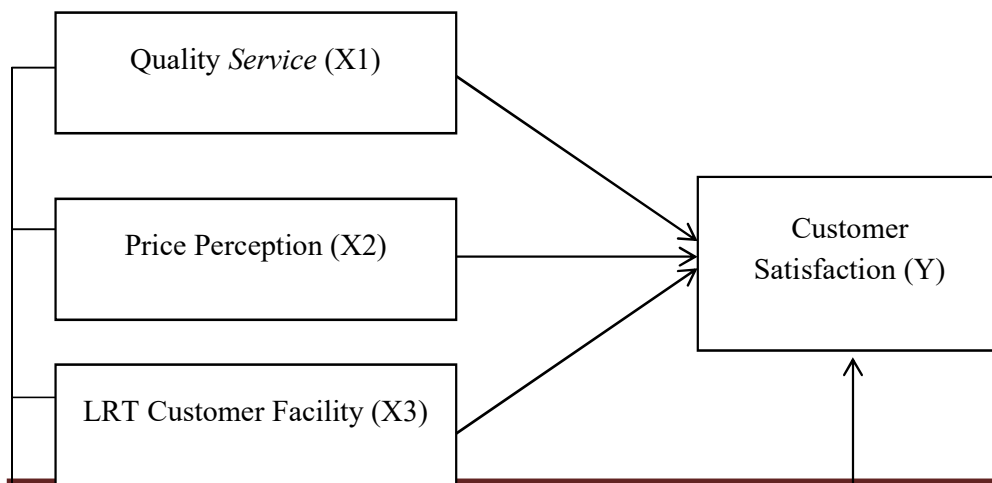 Quality Service (X1)
Price Perception (X2)
LRT Customer Facility (X3)
Customer
Satisfaction (Y)